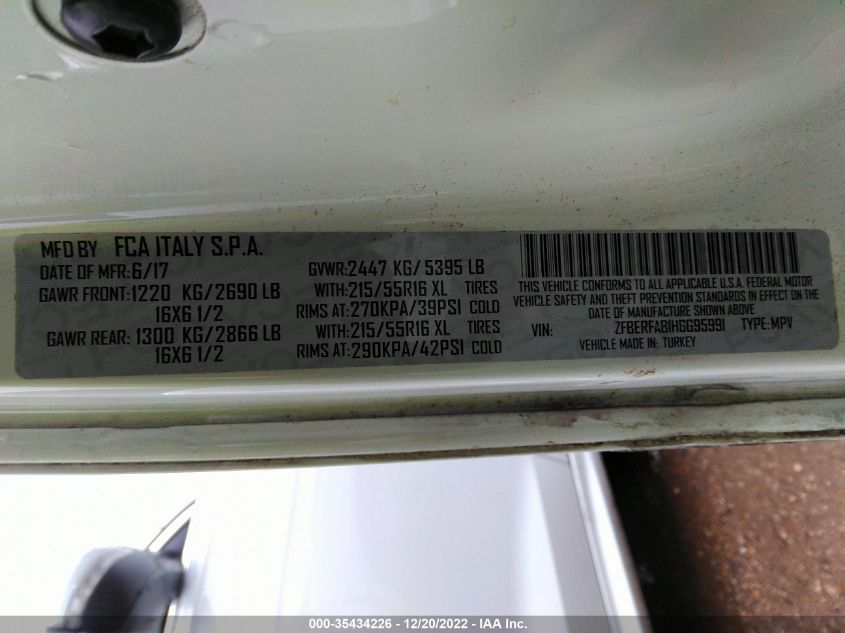 MFD BY FCA ITALY S.P.A.
DATE OF MFR: 6/17 GVWR: 2447 KG/ 5395 LB
GAWR FRONT: 1220 KG/ 2690 LB WITH: 215/55R16 XL TIRES
16X6 1/2 RIMS AT: 270KPA/39PSI COLD
GAWR REAR: 1300 KG/ 2866 LB WITH: 215/55R16 XL TIRES
16X6 1/2 RIMS AT: 290KPA/42PSI COLD
THIS VEHICLE CONFORMS TO ALL APPLICABLE U.S.A. FEDERAL MOTOR
VEHICLE SAFETY AND THEFT PREVENTION STANDARDS IN EFFECT ON THE
DATE OF MANUFACTURE SHOWN ABOVE
VIN: ZFBERFAB1H6G95991 TYPE: MPV
VEHICLE MADE IN: TURKEY
000-35434226 - 12/20/2022 - IAA Inc.